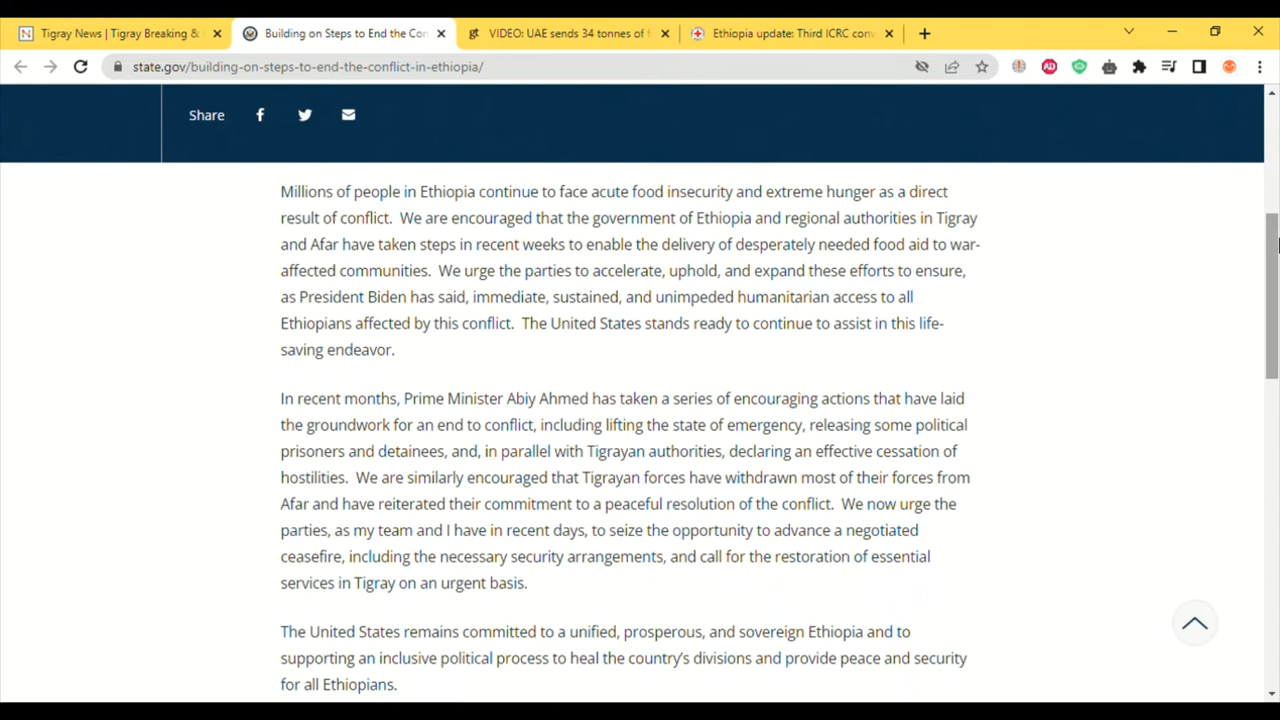 Tigray News | Tigray Breaking &
Building on Steps to End the Con
VIDEO: UAE sends 34 tonnes of f
Ethiopia update: Third ICRC conv
state.gov/building-on-steps-to-end-the-conflict-in-ethiopia/
Share
Millions of people in Ethiopia continue to face acute food insecurity and extreme hunger as a direct
result of conflict.  We are encouraged that the government of Ethiopia and regional authorities in Tigray
and Afar have taken steps in recent weeks to enable the delivery of desperately needed food aid to war-
affected communities.  We urge the parties to accelerate, uphold, and expand these efforts to ensure,
as President Biden has said, immediate, sustained, and unimpeded humanitarian access to all
Ethiopians affected by this conflict.  The United States stands ready to continue to assist in this life-
saving endeavor.
In recent months, Prime Minister Abiy Ahmed has taken a series of encouraging actions that have laid
the groundwork for an end to conflict, including lifting the state of emergency, releasing some political
prisoners and detainees, and, in parallel with Tigrayan authorities, declaring an effective cessation of
hostilities.  We are similarly encouraged that Tigrayan forces have withdrawn most of their forces from
Afar and have reiterated their commitment to a peaceful resolution of the conflict.  We now urge the
parties, as my team and I have in recent days, to seize the opportunity to advance a negotiated
ceasefire, including the necessary security arrangements, and call for the restoration of essential
services in Tigray on an urgent basis.
The United States remains committed to a unified, prosperous, and sovereign Ethiopia and to
supporting an inclusive political process to heal the country's divisions and provide peace and security
for all Ethiopians.